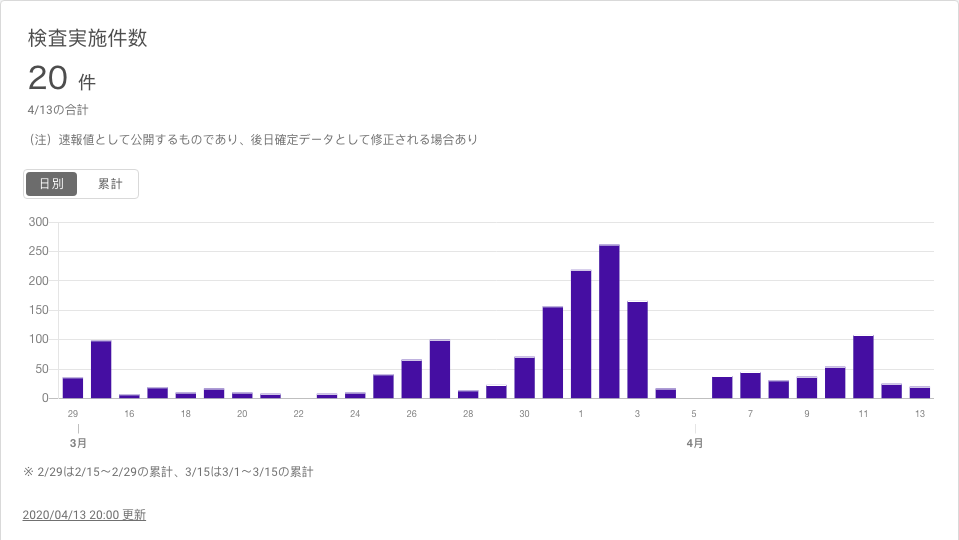 検査実施件数
20 件
4/13の合計
（注）速報値として公開するものであり、後日確定データとして修正される場合あり
日別 累計
300
250
200
150
100
50
0
29 16 18 20 22 24 26 28 30 1 3 5 7 9 11 13
3月 4月
※ 2/29は2/15〜2/29の累計、3/15は3/1〜3/15の累計
2020/04/13 20:00 更新